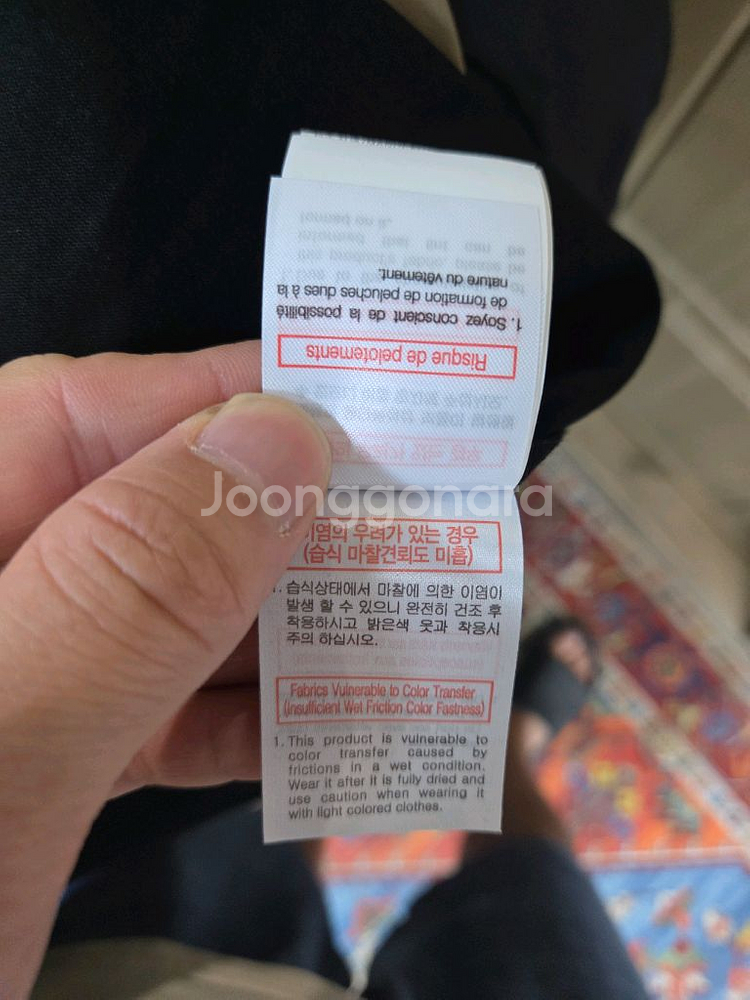 Risque de pelotements
1. Soyez conscient de la possibilité
de formation de peluches dues à la
nature du vêtement.
Joonggonara
이염의 우려가 있는 경우
(습식 마찰견뢰도 미흡)
1. 습식상태에서 마찰에 의한 이염이
발생 할 수 있으니 완전히 건조 후
착용하시고 밝은색 옷과 착용시
주의 하십시오.
Fabrics Vulnerable to Color Transfer
(Insufficient Wet Friction Color Fastness)
1. This product is vulnerable to
color transfer caused by
frictions in a wet condition.
Wear it after it is fully dried and
use caution when wearing it
with light colored clothes.